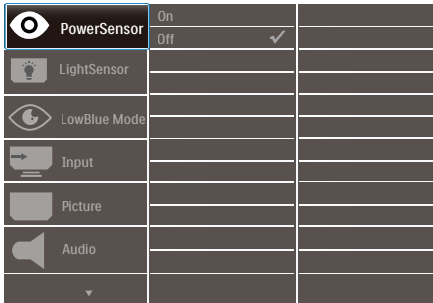 PowerSensor
On
Off
LightSensor
LowBlue Mode
Input
Picture
Audio